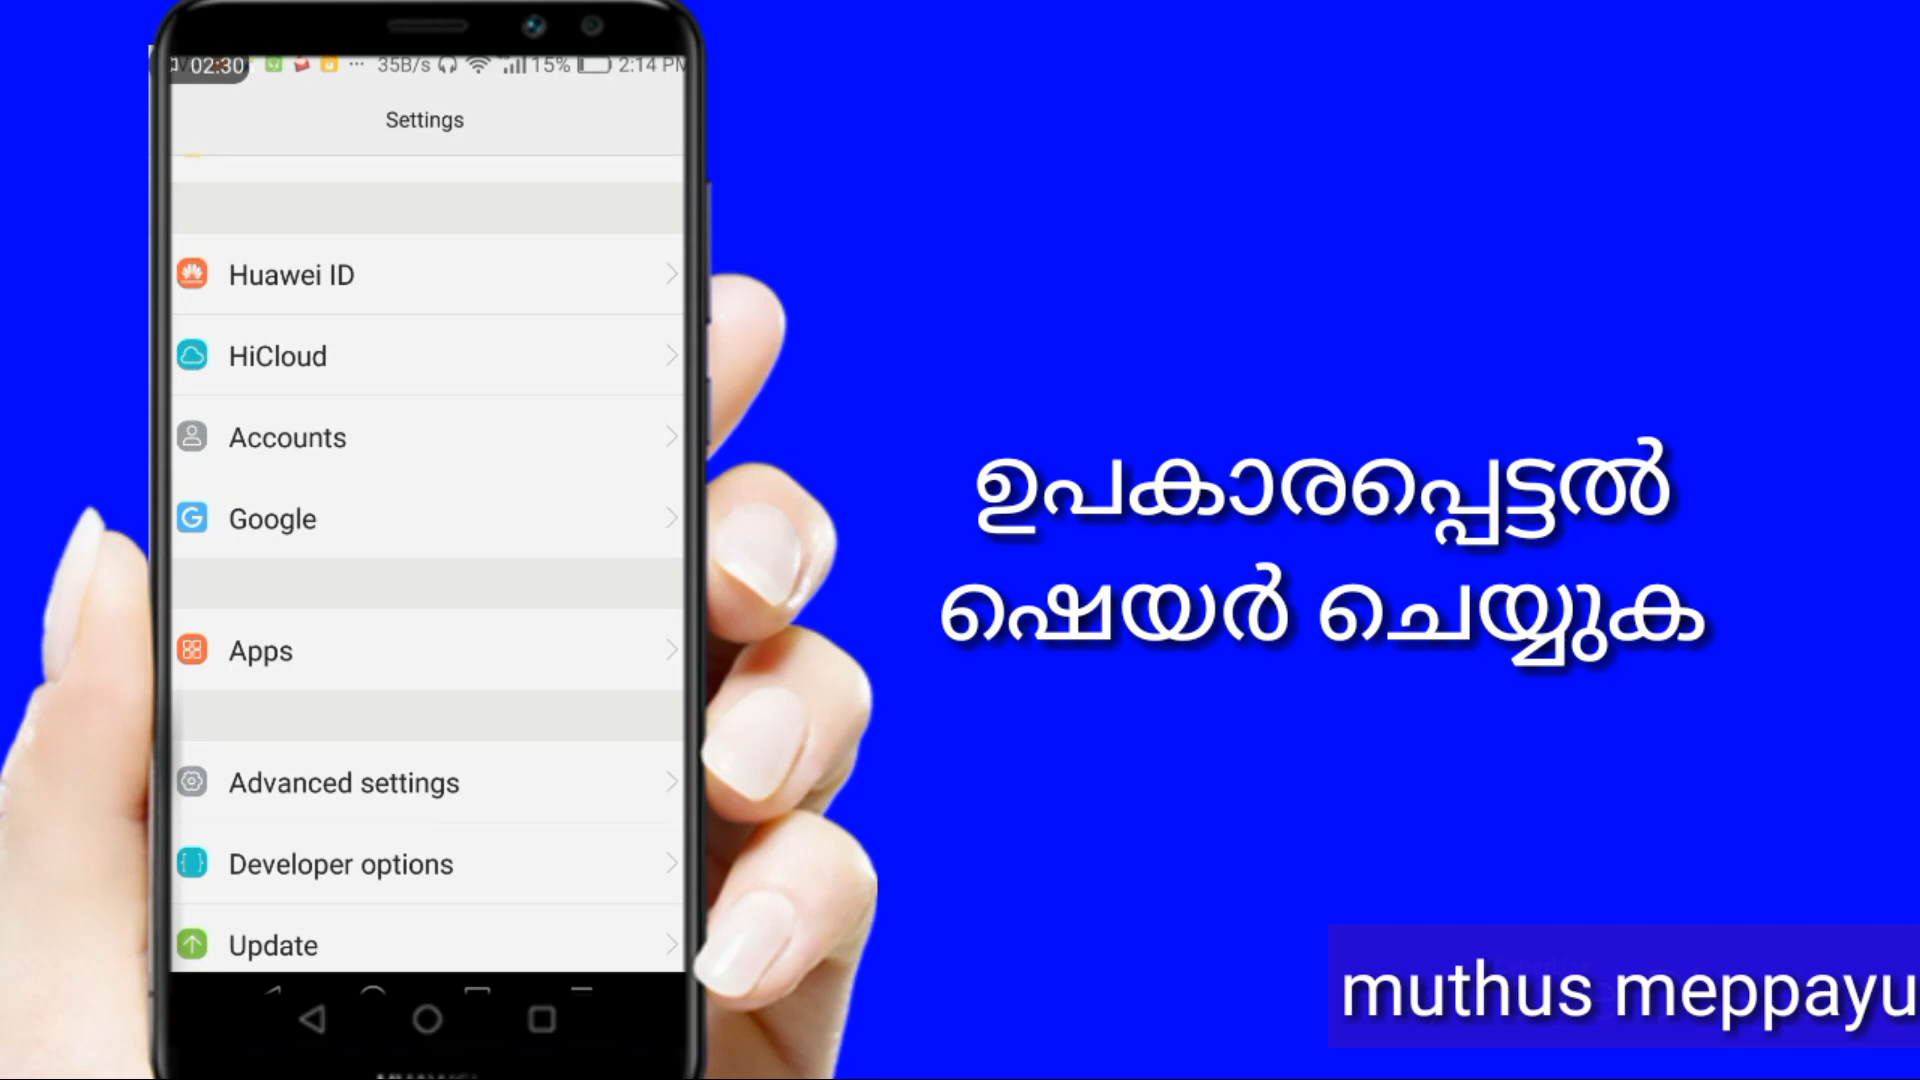 02:30 ... 35B/s 15% 2:14 PM
Settings
Huawei ID
HiCloud
Accounts
Google
Apps
Advanced settings
Developer options
Update
ഉപകാരപ്പെട്ടൽ
ഷെയർ ചെയ്യുക
muthus meppayu